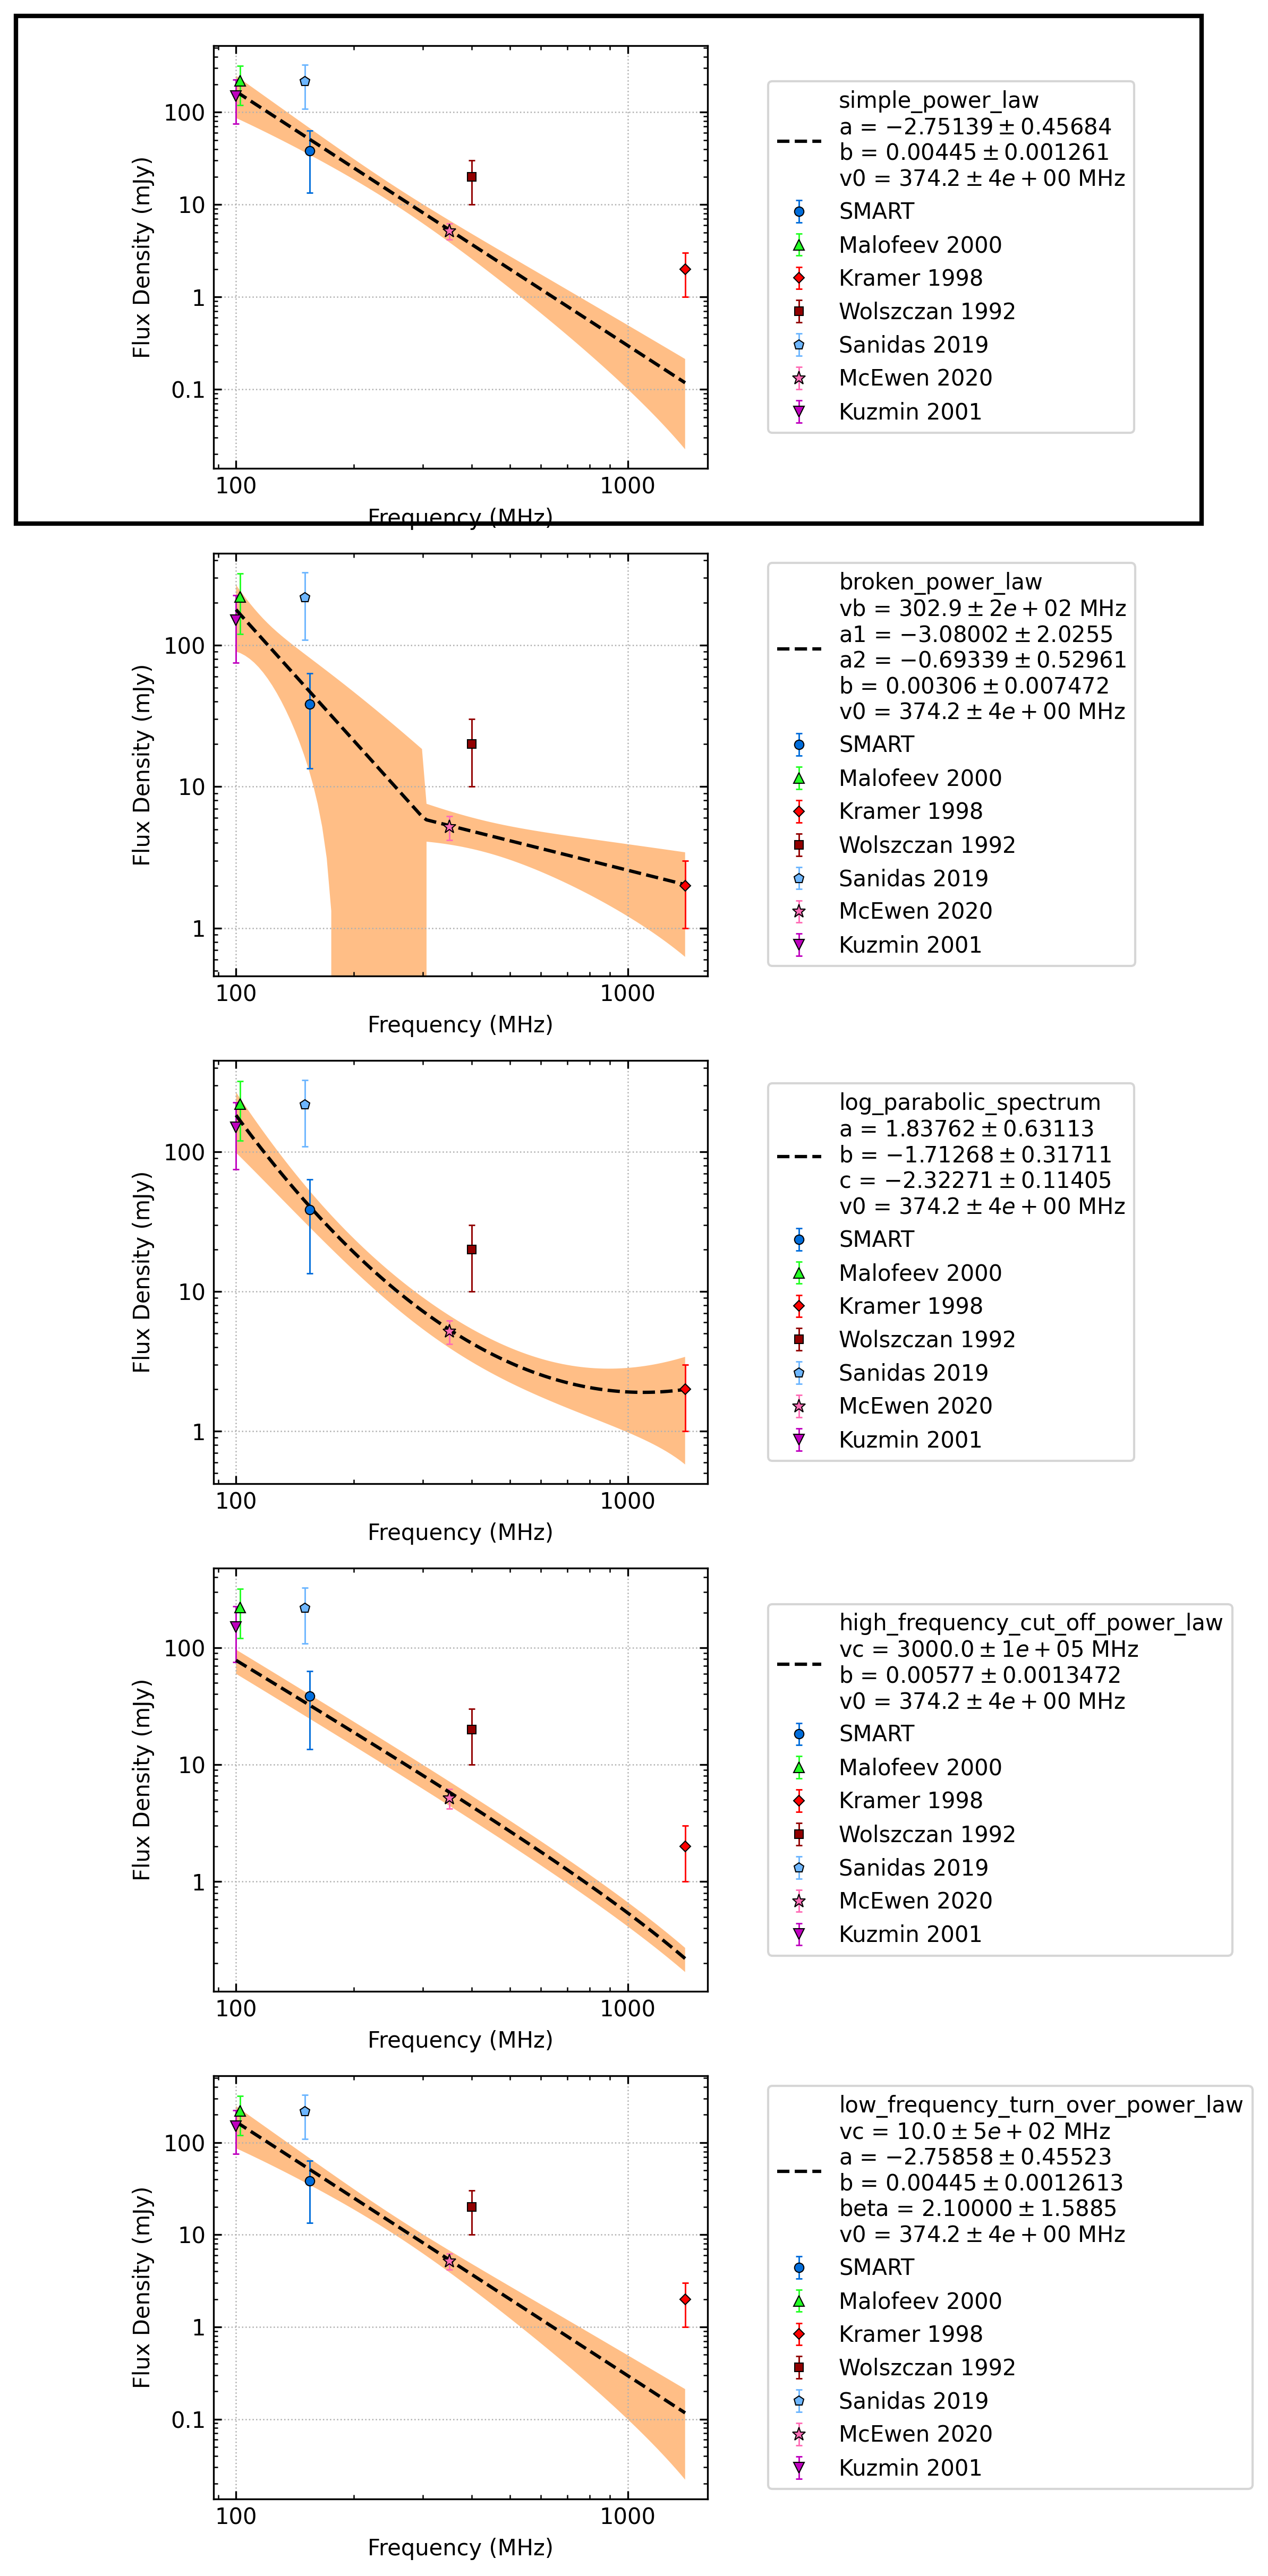 100
10
1
0.1
Flux Density (mJy)
100
1000
Frequency (MHz)
simple_power_law
a = −2.75139 ± 0.45684
b = 0.00445 ± 0.001261
v0 = 374.2 ± 4e + 00 MHz
SMART
Malofeev 2000
Kramer 1998
Wolszczan 1992
Sanidas 2019
McEwen 2020
Kuzmin 2001
100
10
1
Flux Density (mJy)
100
1000
Frequency (MHz)
broken_power_law
vb = 302.9 ± 2e + 02 MHz
a1 = −3.08002 ± 2.0255
a2 = −0.69339 ± 0.52961
b = 0.00306 ± 0.007472
v0 = 374.2 ± 4e + 00 MHz
SMART
Malofeev 2000
Kramer 1998
Wolszczan 1992
Sanidas 2019
McEwen 2020
Kuzmin 2001
100
10
1
Flux Density (mJy)
100
1000
Frequency (MHz)
log_parabolic_spectrum
a = 1.83762 ± 0.63113
b = −1.71268 ± 0.31711
c = −2.32271 ± 0.11405
v0 = 374.2 ± 4e + 00 MHz
SMART
Malofeev 2000
Kramer 1998
Wolszczan 1992
Sanidas 2019
McEwen 2020
Kuzmin 2001
100
10
1
Flux Density (mJy)
100
1000
Frequency (MHz)
high_frequency_cut_off_power_law
vc = 3000.0 ± 1e + 05 MHz
b = 0.00577 ± 0.0013472
v0 = 374.2 ± 4e + 00 MHz
SMART
Malofeev 2000
Kramer 1998
Wolszczan 1992
Sanidas 2019
McEwen 2020
Kuzmin 2001
100
10
1
0.1
Flux Density (mJy)
100
1000
Frequency (MHz)
low_frequency_turn_over_power_law
vc = 10.0 ± 5e + 02 MHz
a = −2.75858 ± 0.45523
b = 0.00445 ± 0.0012613
beta = 2.10000 ± 1.5885
v0 = 374.2 ± 4e + 00 MHz
SMART
Malofeev 2000
Kramer 1998
Wolszczan 1992
Sanidas 2019
McEwen 2020
Kuzmin 2001